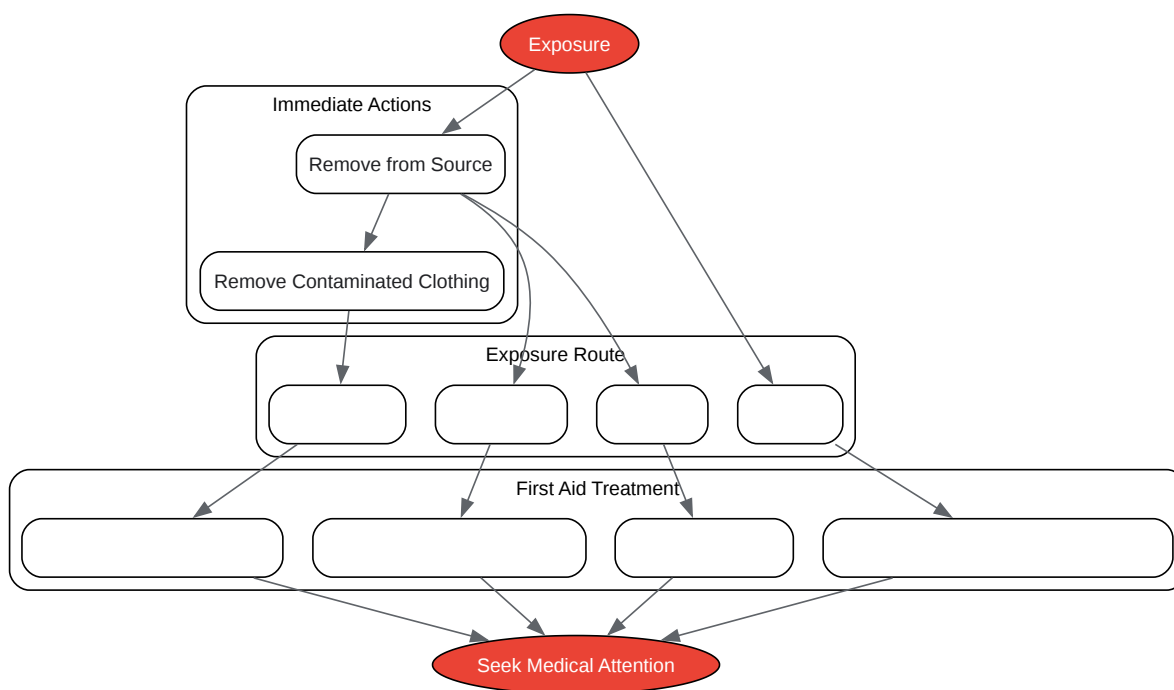 Exposure
Immediate Actions
Remove from Source
Remove Contaminated Clothing
Exposure Route
First Aid Treatment
Seek Medical Attention